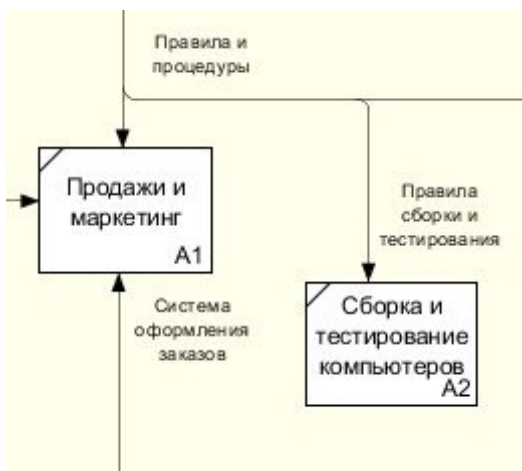 Правила и
процедуры
Продажи и
маркетинг
A1
Правила
сборки и
тестирования
Система
оформления
заказов
Сборка и
тестирование
компьютеров
A2